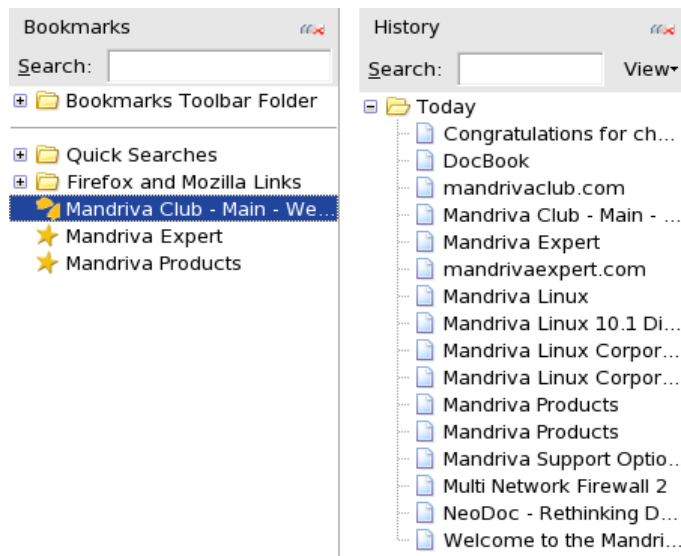 Bookmarks
Search:
Bookmarks Toolbar Folder
Quick Searches
Firefox and Mozilla Links
Mandriva Club - Main - We...
Mandriva Expert
Mandriva Products
History
Search:
View
Today
Congratulations for ch...
DocBook
mandrivaclub.com
Mandriva Club - Main - ...
Mandriva Expert
mandrivaexpert.com
Mandriva Linux
Mandriva Linux 10.1 Di...
Mandriva Linux Corpor...
Mandriva Linux Corpor...
Mandriva Products
Mandriva Products
Mandriva Support Optio...
Multi Network Firewall 2
NeoDoc - Rethinking D...
Welcome to the Mandri...